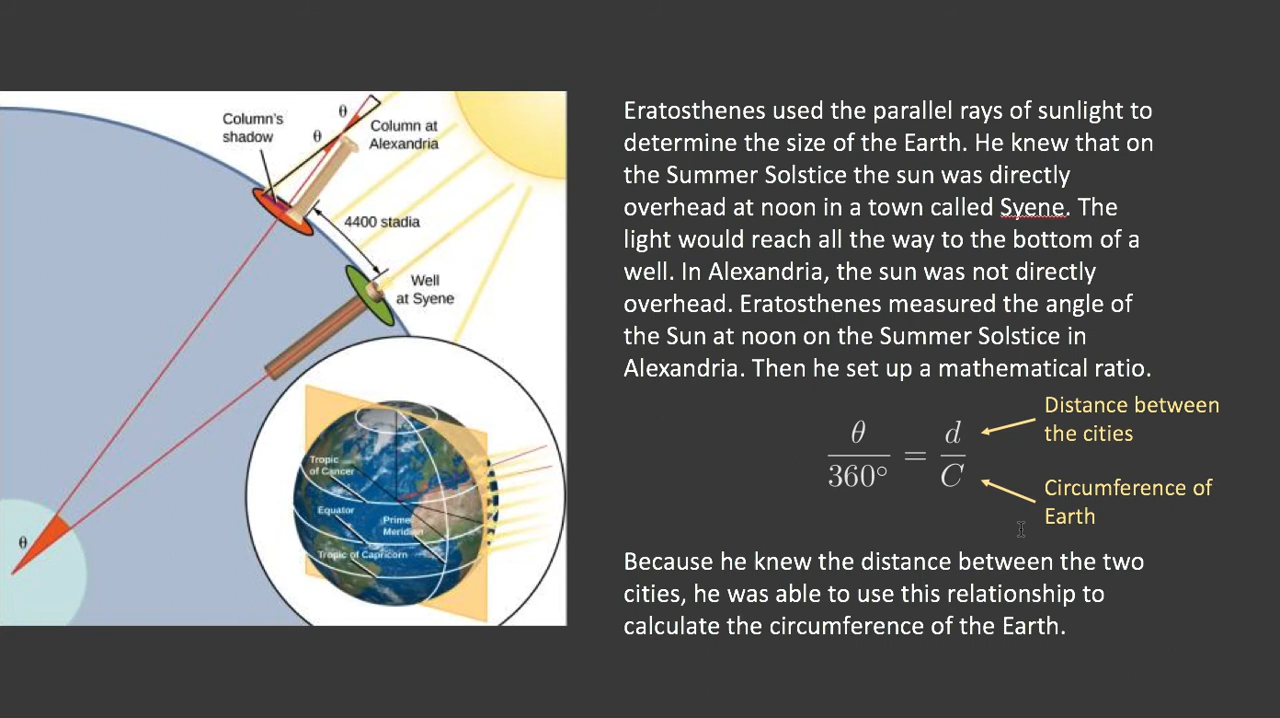 θ
θ
Column's
shadow
Column at
Alexandria
4400 stadia
Well
at Syene
θ
Tropic
of Cancer
Equator
Prime
Meridian
Tropic of Capricorn
Eratosthenes used the parallel rays of sunlight to
determine the size of the Earth. He knew that on
the Summer Solstice the sun was directly
overhead at noon in a town called Syene. The
light would reach all the way to the bottom of a
well. In Alexandria, the sun was not directly
overhead. Eratosthenes measured the angle of
the Sun at noon on the Summer Solstice in
Alexandria. Then he set up a mathematical ratio.
θ/360° = d/C
Distance between
the cities
Circumference of
Earth
Because he knew the distance between the two
cities, he was able to use this relationship to
calculate the circumference of the Earth.